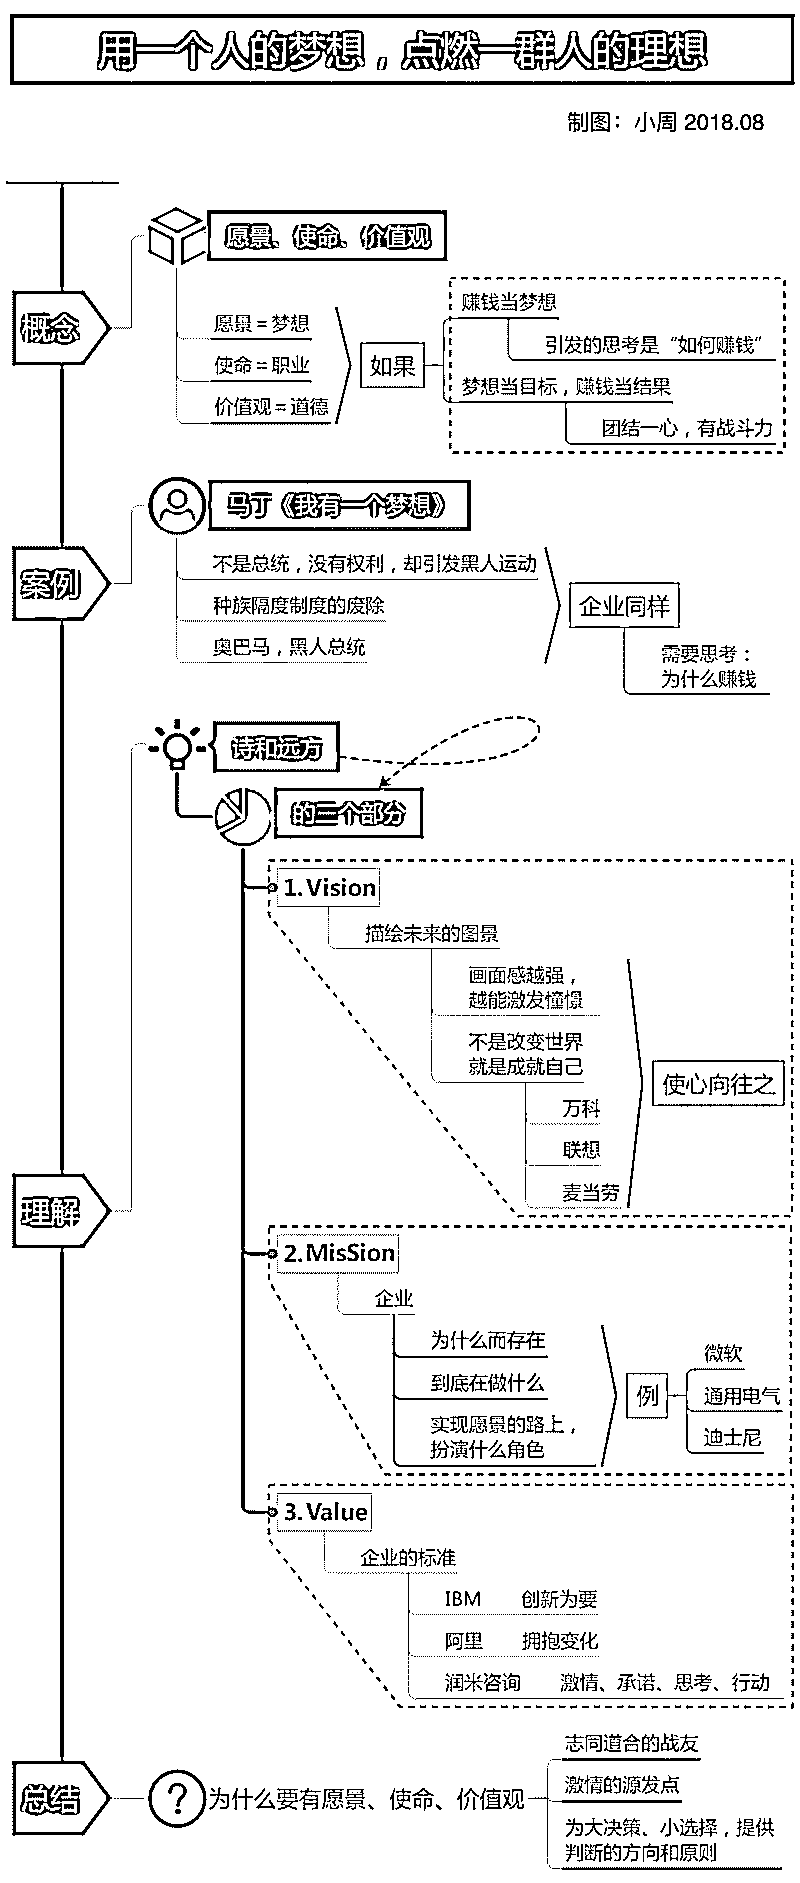 用一个人的梦想，点燃一群人的理想
制图：小周 2018.08
概念
愿景、使命、价值观
愿景＝梦想
使命＝职业
价值观＝道德
如果
赚钱当梦想
引发的思考是“如何赚钱”
梦想当目标，赚钱当结果
团结一心，有战斗力
案例
马丁《我有一个梦想》
不是总统，没有权利，却引发黑人运动
种族隔度制度的废除
奥巴马，黑人总统
企业同样
需要思考：
为什么赚钱
理解
诗和远方
的三个部分
1.Vision
描绘未来的图景
画面感越强，
越能激发憧憬
不是改变世界
就是成就自己
万科
联想
麦当劳
使心向往之
2.MisSion
企业
为什么而存在
到底在做什么
实现愿景的路上，
扮演什么角色
例
微软
通用电气
迪士尼
3.Value
企业的标准
IBM 创新为要
阿里 拥抱变化
润米咨询 激情、承诺、思考、行动
总结
?
为什么要有愿景、使命、价值观
志同道合的战友
激情的源发点
为大决策、小选择，提供
判断的方向和原则